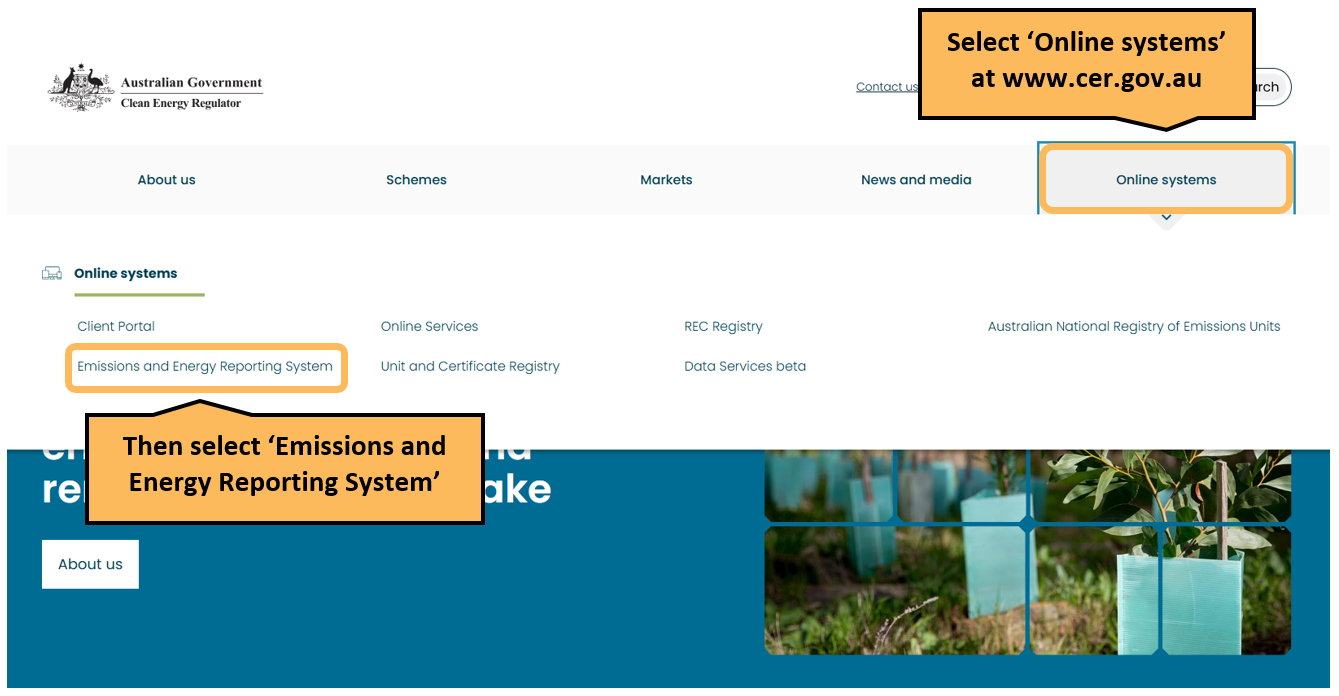 Select ‘Online systems’
at www.cer.gov.au
Australian Government
Clean Energy Regulator
Contact us
About us
Schemes
Markets
News and media
Online systems
Online systems
Client Portal
Online Services
REC Registry
Australian National Registry of Emissions Units
Emissions and Energy Reporting System
Unit and Certificate Registry
Data Services beta
Then select ‘Emissions and
Energy Reporting System’
About us